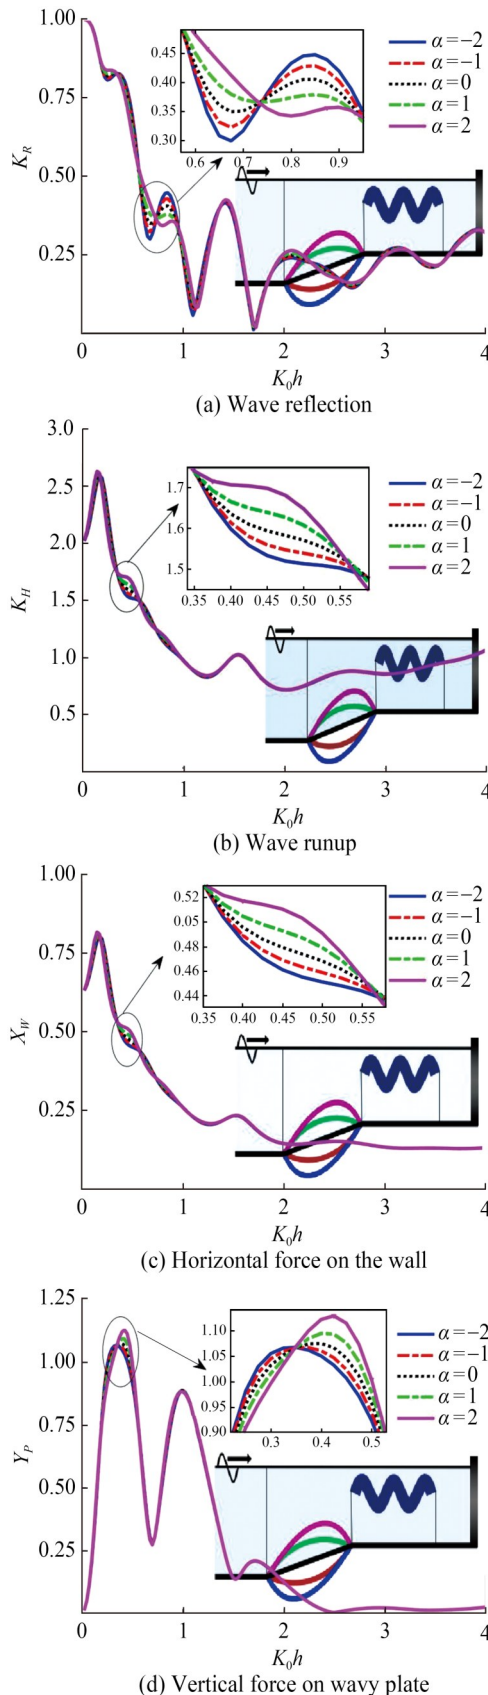 1.00
0.75
0.50
0.25
K_R
0.45
0.40
0.35
0.30
0.6 0.7 0.8 0.9
α=−2
α=−1
α=0
α=1
α=2
0 1 2 3 4
K₀h
(a) Wave reflection
3.0
2.5
2.0
1.5
1.0
0.5
K_H
1.7
1.6
1.5
0.35 0.40 0.45 0.50 0.55
α=−2
α=−1
α=0
α=1
α=2
0 1 2 3 4
K₀h
(b) Wave runup
1.00
0.75
0.50
0.25
X_W
0.52
0.05
0.48
0.46
0.44
0.35 0.40 0.45 0.50 0.55
α=−2
α=−1
α=0
α=1
α=2
0 1 2 3 4
K₀h
(c) Horizontal force on the wall
1.25
1.00
0.75
0.50
0.25
Y_P
1.10
1.05
1.00
0.95
0.90
0.3 0.4 0.5
α=−2
α=−1
α=0
α=1
α=2
0 1 2 3 4
K₀h
(d) Vertical force on wavy plate